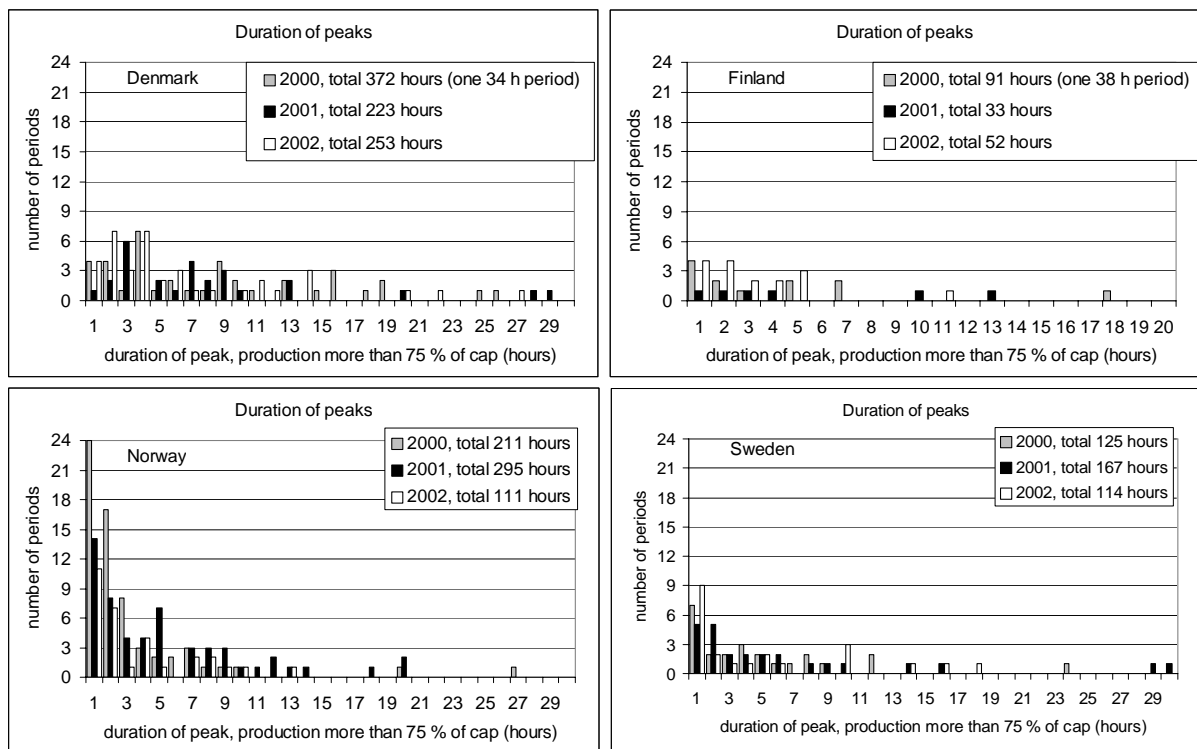 Duration of peaks
24
21
18
15
12
9
6
3
0
number of periods
Denmark
2000, total 372 hours (one 34 h period)
2001, total 223 hours
2002, total 253 hours
1 3 5 7 9 11 13 15 17 19 21 23 25 27 29
duration of peak, production more than 75 % of cap (hours)
Duration of peaks
24
21
18
15
12
9
6
3
0
number of periods
Finland
2000, total 91 hours (one 38 h period)
2001, total 33 hours
2002, total 52 hours
1 2 3 4 5 6 7 8 9 10 11 12 13 14 15 16 17 18 19 20
duration of peak, production more than 75 % of cap (hours)
Duration of peaks
24
21
18
15
12
9
6
3
0
number of periods
Norway
2000, total 211 hours
2001, total 295 hours
2002, total 111 hours
1 3 5 7 9 11 13 15 17 19 21 23 25 27 29
duration of peak, production more than 75 % of cap (hours)
Duration of peaks
24
21
18
15
12
9
6
3
0
number of periods
Sweden
2000, total 125 hours
2001, total 167 hours
2002, total 114 hours
1 3 5 7 9 11 13 15 17 19 21 23 25 27 29
duration of peak, production more than 75 % of cap (hours)